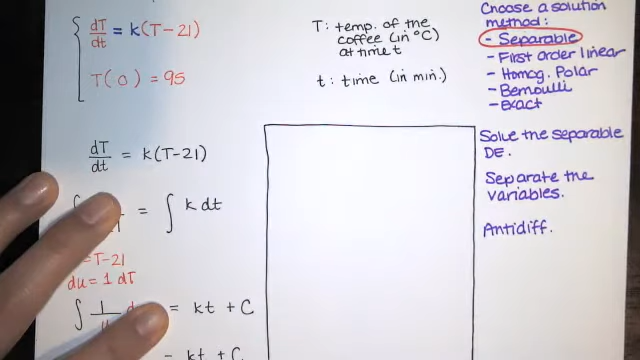 dT/dt = k(T-21)
T(0) = 95
T: temp. of the
coffee (in °C)
at time t
t: time (in min.)
Choose a solution
method:
- Separable
- First order linear
- Homog. Polar
- Bernoulli
- Exact
dT/dt = k(T-21)
= ∫ k dt
= T-21
du = 1 dT
∫ 1/u = kt + C
= kt + C
Solve the separable
DE.
Separate the
variables.
Antidiff.